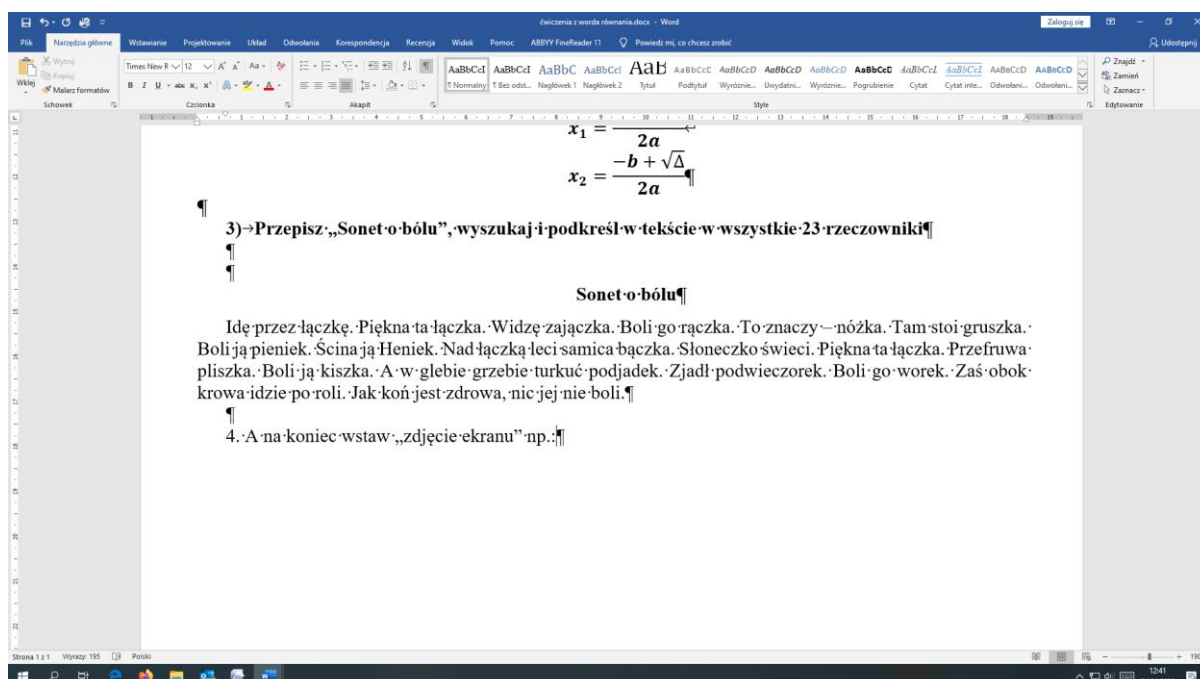 ćwiczenia z worda równania.docx - Word
Zaloguj się
Plik Narzędzia główne Wstawianie Projektowanie Układ Odwołania Korespondencja Recenzja Widok Pomoc ABBYY FineReader 11 Powiedz mi, co chcesz zrobić
Udostępnij
Wklej
Wytnij
Kopiuj
Malarz formatów
Schowek
Times New R 12
Czcionka
Akapit
AaBbCcI AaBbCcI AaBbC AaBbCcI AaB AaBbCcD AaBbCcD AaBbCcD AaBbCcD AaBbCcD AaBbCcI AaBbCcI AaBbCcD AaBbCcD
¶ Normalny ¶ Bez odst... Nagłówek 1 Nagłówek 2 Tytuł Podtytuł Wyróżnie... Uwydatni... Wyróżnie... Pogrubienie Cytat Cytat inte... Odwołani... Odwołani...
Style
Znajdź
Zamień
Zaznacz
Edytowanie
x₁ = / 2a
x₂ = (−b + √Δ) / 2a¶
¶
3)→Przepisz·„Sonet·o·bólu”,·wyszukaj·i·podkreśl·w·tekście·w·wszystkie·23·rzeczowniki¶
¶
¶
Sonet·o·bólu¶
Idę·przez·łączkę.·Piękna·ta·łączka.·Widzę·zajączka.·Boli·go·rączka.·To·znaczy·–·nóżka.·Tam·stoi·gruszka.·
Boli·ją·pieniek.·Ścina·ją·Heniek.·Nad·łączką·leci·samica·bączka.·Słoneczko·świeci.·Piękna·ta·łączka.·Przefruwa·
pliszka.·Boli·ją·kiszka.·A·w·glebie·grzebie·turkuć·podjadek.·Zjadł·podwieczorek.·Boli·go·worek.·Zaś·obok·
krowa·idzie·po·roli.·Jak·koń·jest·zdrowa,·nic·jej·nie·boli.¶
¶
4.·A·na·koniec·wstaw·„zdjęcie·ekranu”·np.:¶
Strona 1 z 1 Wyrazy: 195 Polski
190
12:41